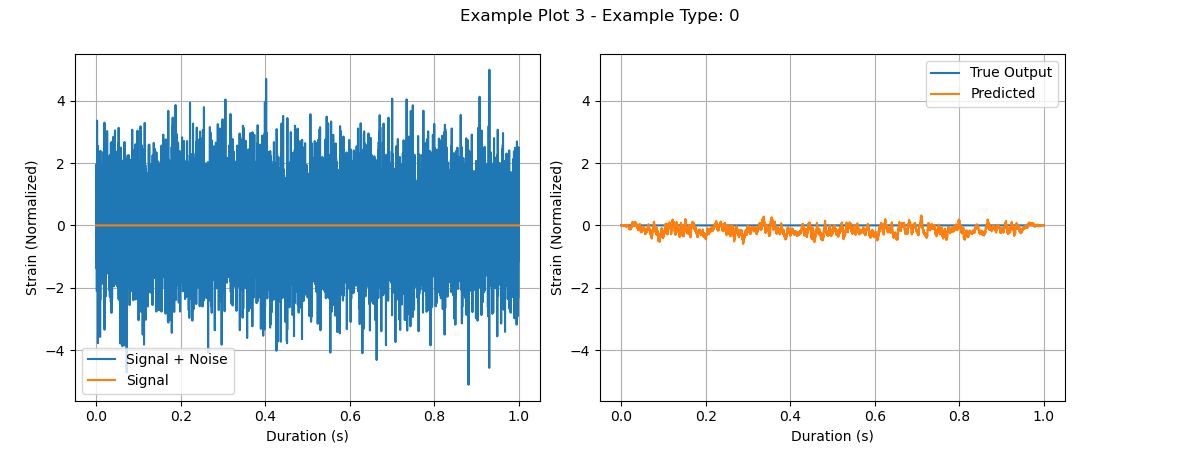 Example Plot 3 - Example Type: 0
Strain (Normalized)
4
2
0
−2
−4
Signal + Noise
Signal
0.0 0.2 0.4 0.6 0.8 1.0
Duration (s)
Strain (Normalized)
4
2
0
−2
−4
True Output
Predicted
0.0 0.2 0.4 0.6 0.8 1.0
Duration (s)